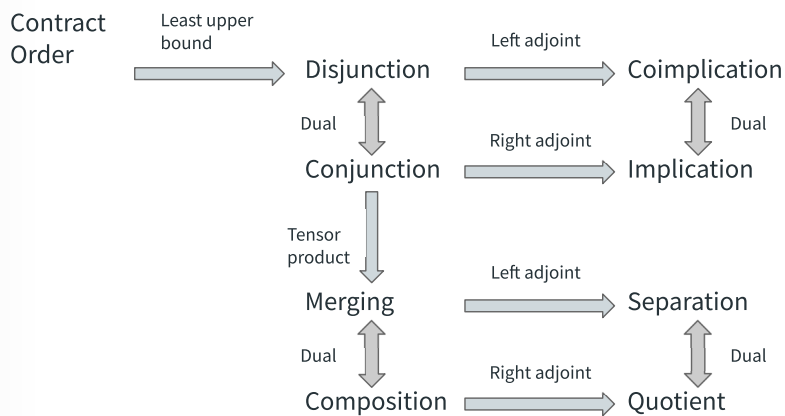 Contract
Order
Least upper
bound
Left adjoint
Disjunction
Coimplication
Dual
Dual
Right adjoint
Conjunction
Implication
Tensor
product
Left adjoint
Merging
Separation
Dual
Dual
Right adjoint
Composition
Quotient